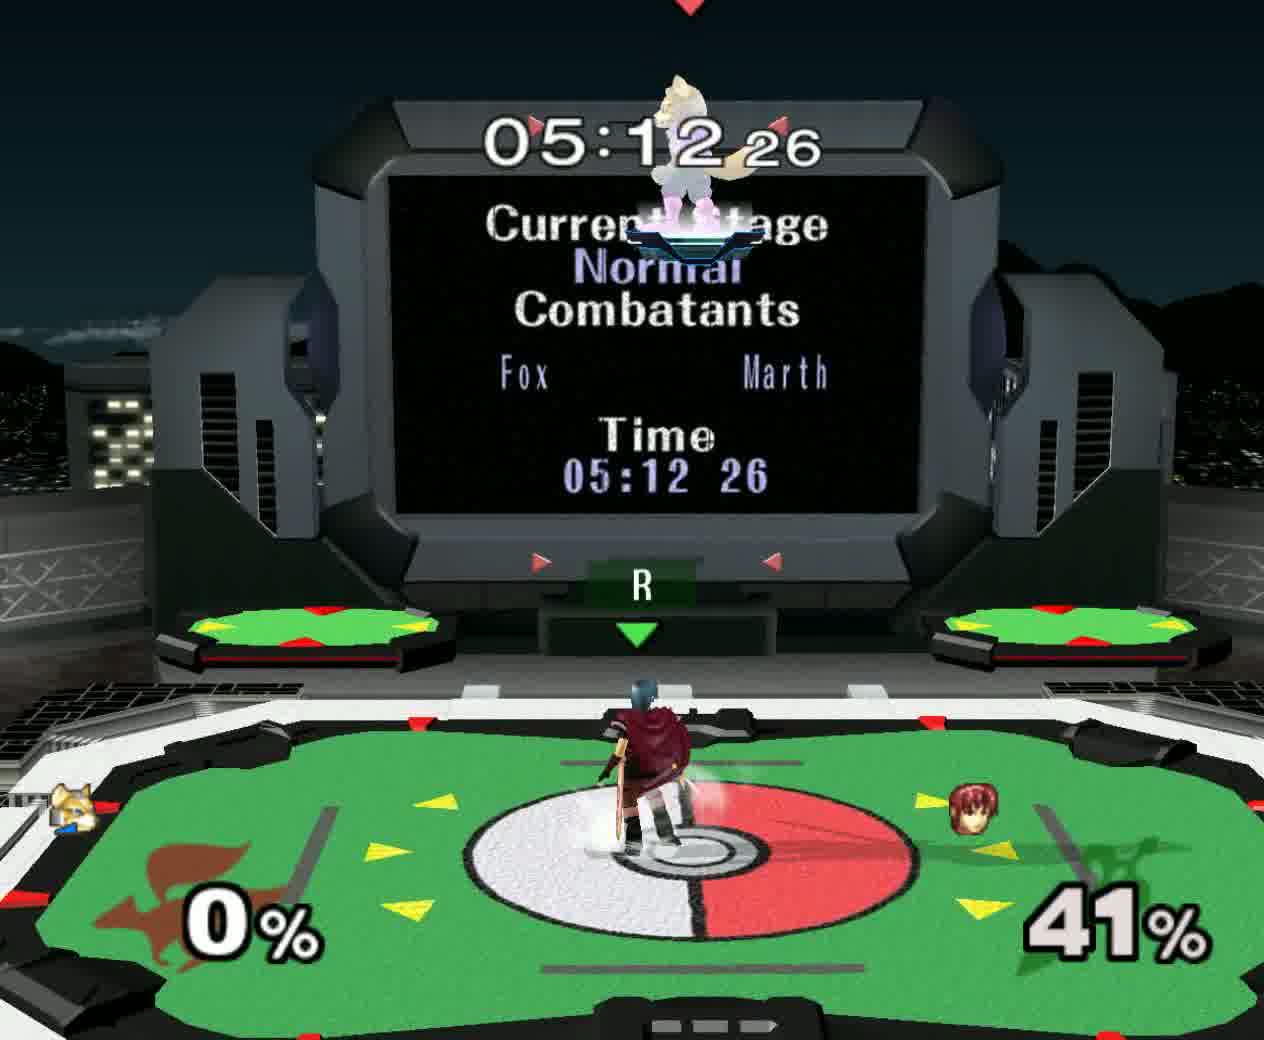 05:12 26
Current Stage
Normal
Combatants
Fox Marth
Time
05:12 26
R
0%
41%